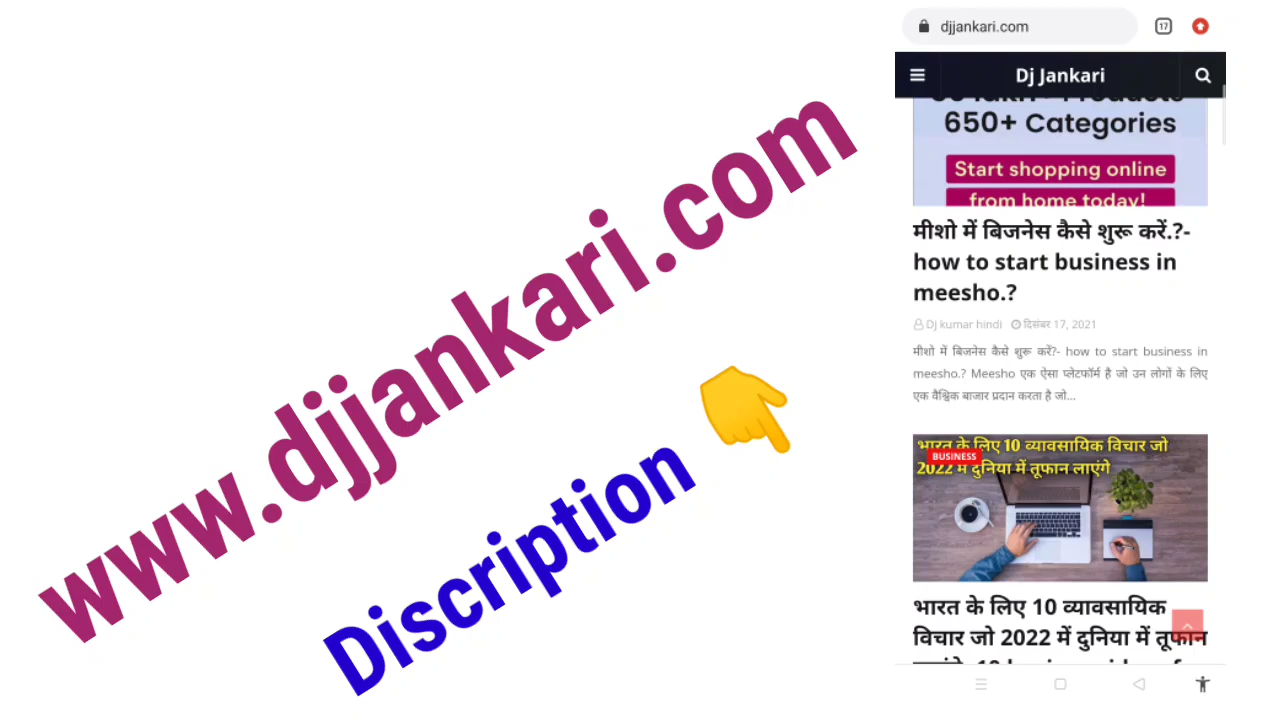 www.djjankari.com
Discription
djjankari.com
17
Dj Jankari
650+ Categories
Start shopping online
from home today!
मीशो में बिजनेस कैसे शुरू करें.?-
how to start business in
meesho.?
Dj kumar hindi दिसंबर 17, 2021
मीशो में बिजनेस कैसे शुरू करें?- how to start business in
meesho.? Meesho एक ऐसा प्लेटफॉर्म है जो उन लोगों के लिए
एक वैश्विक बाजार प्रदान करता है जो...
भारत के लिए 10 व्यावसायिक विचार जो
BUSINESS
2022 में दुनिया में तूफान लाएंगे
भारत के लिए 10 व्यावसायिक
विचार जो 2022 में दुनिया में तूफान